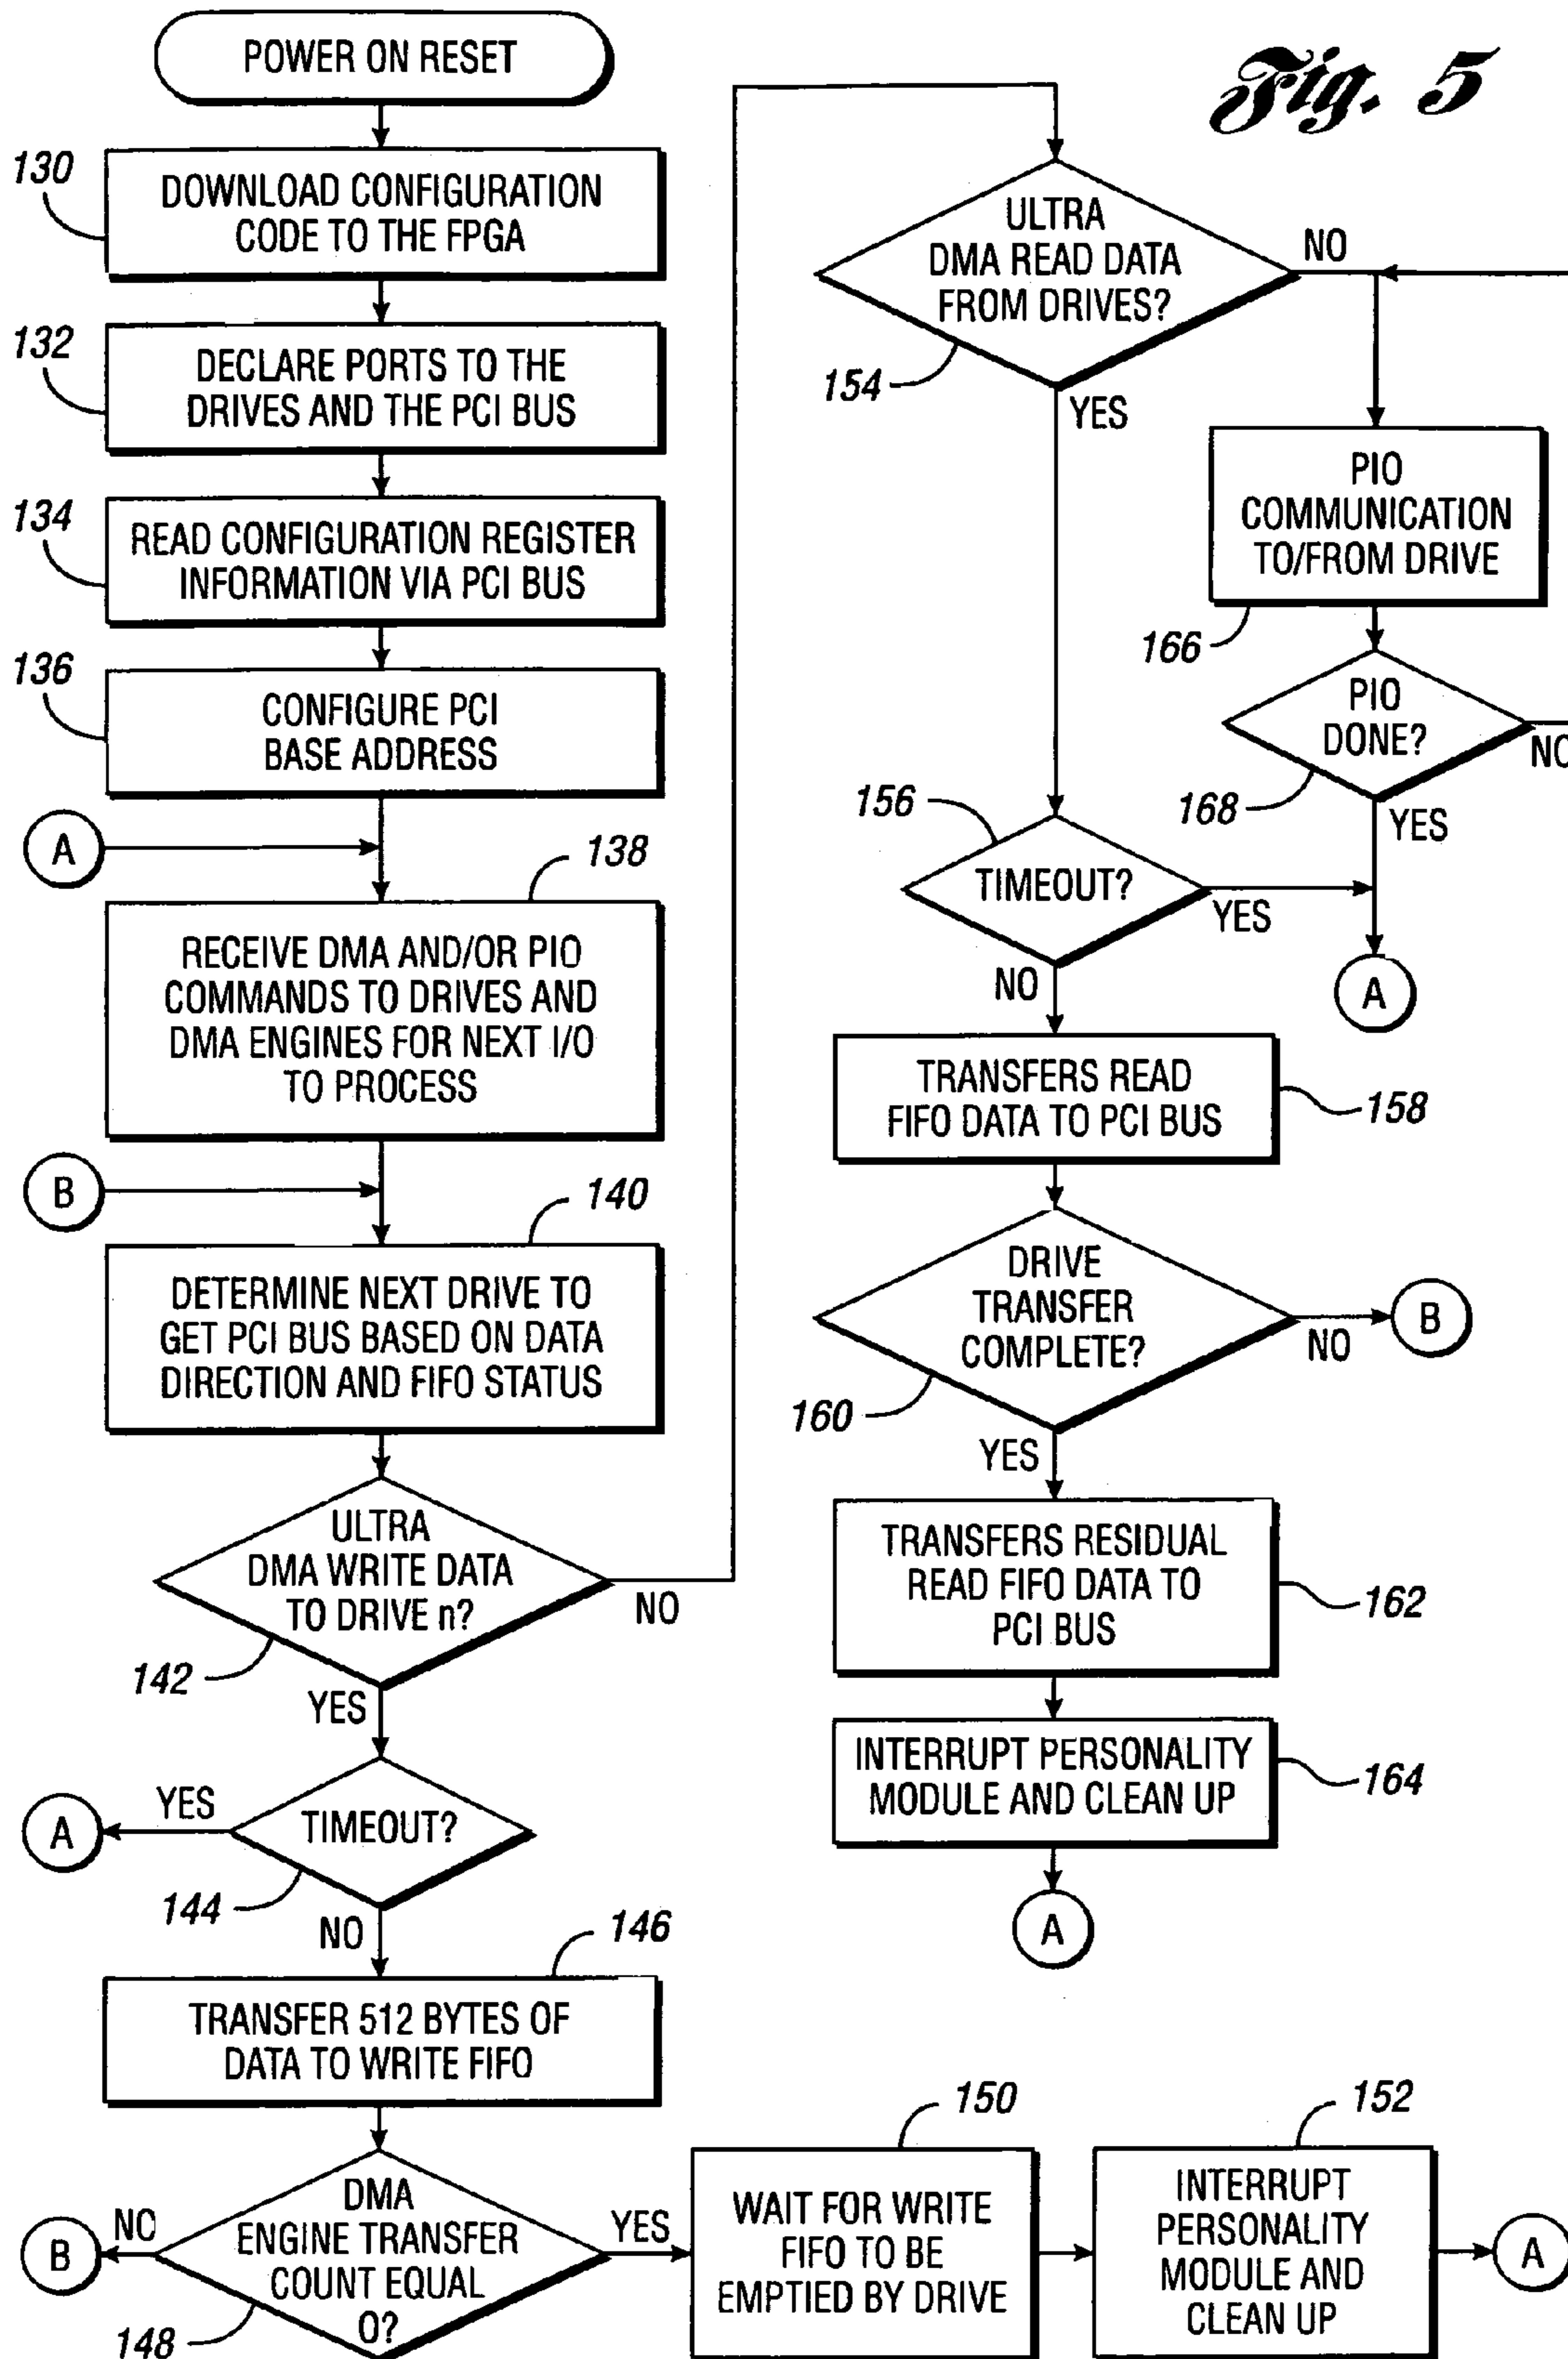 Fig. 5
POWER ON RESET
130
DOWNLOAD CONFIGURATION
CODE TO THE FPGA
132
DECLARE PORTS TO THE
DRIVES AND THE PCI BUS
134
READ CONFIGURATION REGISTER
INFORMATION VIA PCI BUS
136
CONFIGURE PCI
BASE ADDRESS
A
138
RECEIVE DMA AND/OR PIO
COMMANDS TO DRIVES AND
DMA ENGINES FOR NEXT I/O
TO PROCESS
B
140
DETERMINE NEXT DRIVE TO
GET PCI BUS BASED ON DATA
DIRECTION AND FIFO STATUS
ULTRA
DMA WRITE DATA
TO DRIVE n?
NO
142
YES
TIMEOUT?
YES
A
144
NO
146
TRANSFER 512 BYTES OF
DATA TO WRITE FIFO
DMA
ENGINE TRANSFER
COUNT EQUAL
0?
NO
B
148
YES
150
WAIT FOR WRITE
FIFO TO BE
EMPTIED BY DRIVE
152
INTERRUPT
PERSONALITY
MODULE AND
CLEAN UP
A
ULTRA
DMA READ DATA
FROM DRIVES?
NO
154
YES
PIO
COMMUNICATION
TO/FROM DRIVE
166
PIO
DONE?
NO
168
YES
156
TIMEOUT?
YES
A
NO
TRANSFERS READ
FIFO DATA TO PCI BUS
158
DRIVE
TRANSFER
COMPLETE?
NO
B
160
YES
TRANSFERS RESIDUAL
READ FIFO DATA TO
PCI BUS
162
INTERRUPT PERSONALITY
MODULE AND CLEAN UP
164
A